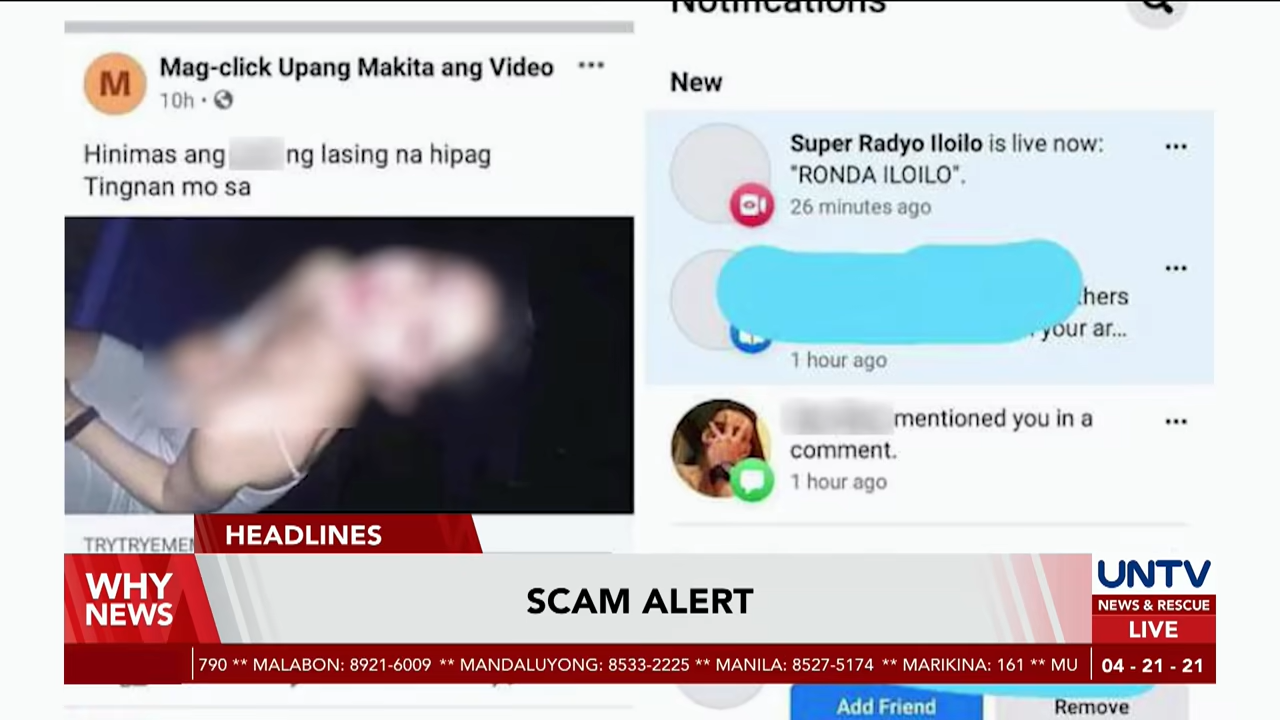 Notifications
Mag-click Upang Makita ang Video
10h
Hinimas ang ng lasing na hipag
Tingnan mo sa
New
Super Radyo Iloilo is live now:
"RONDA ILOILO".
26 minutes ago
your ar...
1 hour ago
mentioned you in a
comment.
1 hour ago
HEADLINES
WHY
NEWS
SCAM ALERT
UNTV
NEWS & RESCUE
LIVE
790 ** MALABON: 8921-6009 ** MANDALUYONG: 8533-2225 ** MANILA: 8527-5174 ** MARIKINA: 161 ** MU
04 - 21 - 21
Add Friend
Remove